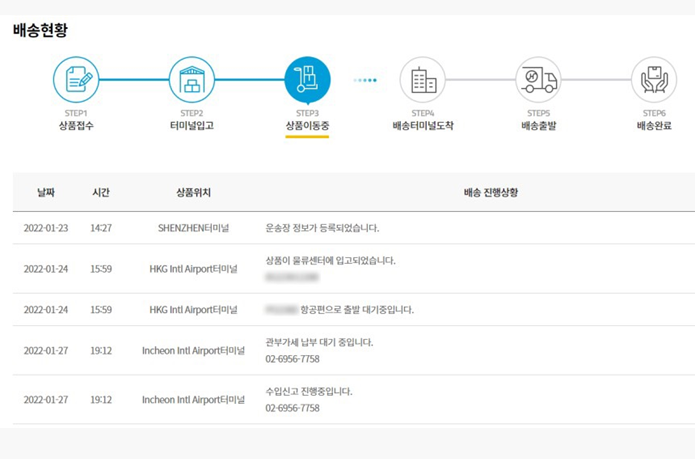 배송현황
STEP1
상품접수
STEP2
터미널입고
STEP3
상품이동중
STEP4
배송터미널도착
STEP5
배송출발
STEP6
배송완료
날짜 시간 상품위치 배송 진행상황
2022-01-23 14:27 SHENZHEN터미널 운송장 정보가 등록되었습니다.
2022-01-24 15:59 HKG Intl Airport터미널 상품이 물류센터에 입고되었습니다.
2022-01-24 15:59 HKG Intl Airport터미널 항공편으로 출발 대기중입니다.
2022-01-27 19:12 Incheon Intl Airport터미널 관부가세 납부 대기 중입니다.
02-6956-7758
2022-01-27 19:12 Incheon Intl Airport터미널 수입신고 진행중입니다.
02-6956-7758